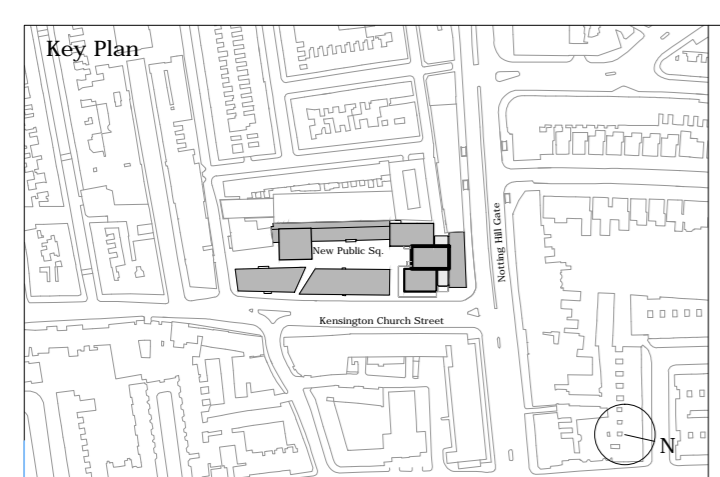 Key Plan
New Public Sq.
Notting Hill Gate
Kensington Church Street
N